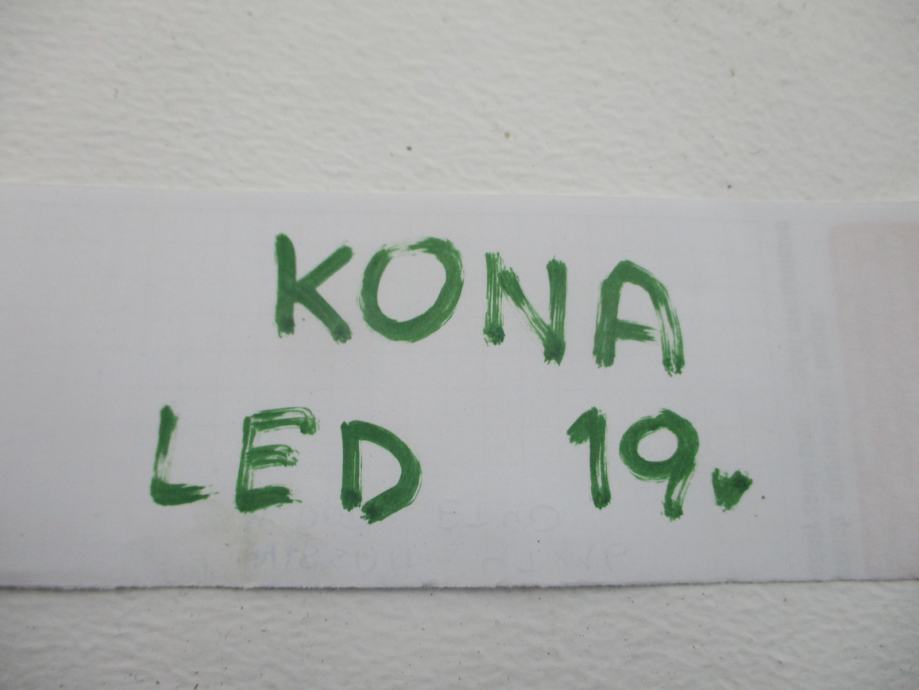 KONA
LED 19.